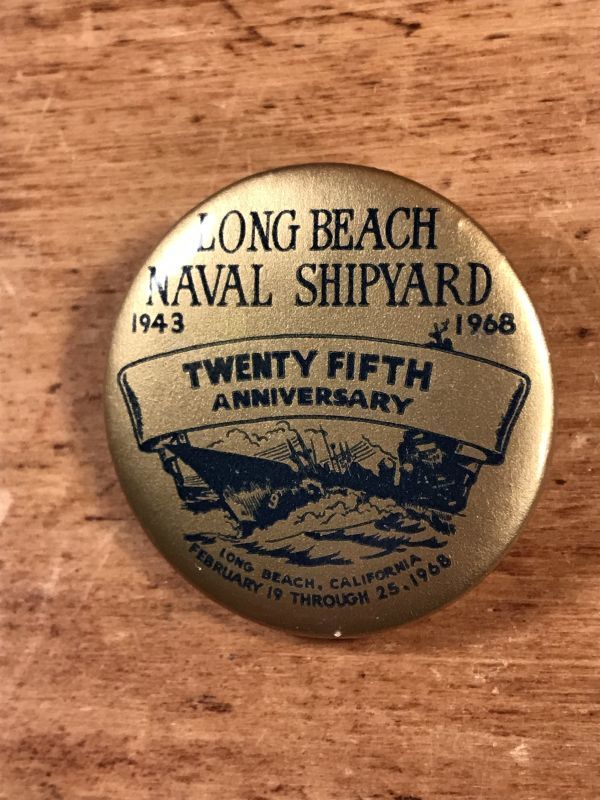 LONG BEACH
NAVAL SHIPYARD
1943 1968
TWENTY FIFTH
ANNIVERSARY
LONG BEACH, CALIFORNIA
FEBRUARY 19 THROUGH 25, 1968